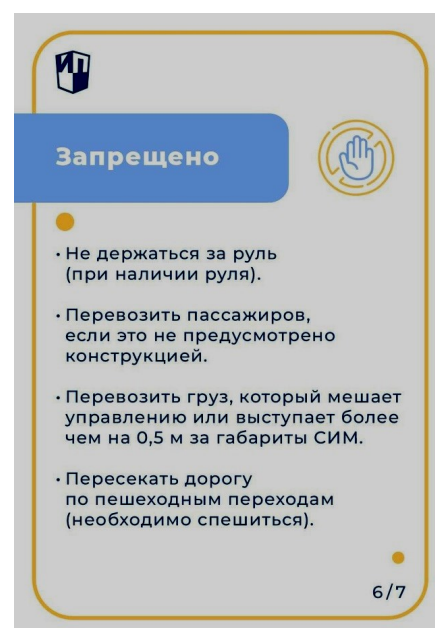 ИП
Запрещено
• Не держаться за руль
(при наличии руля).
• Перевозить пассажиров,
если это не предусмотрено
конструкцией.
• Перевозить груз, который мешает
управлению или выступает более
чем на 0,5 м за габариты СИМ.
• Пересекать дорогу
по пешеходным переходам
(необходимо спешиться).
6/7